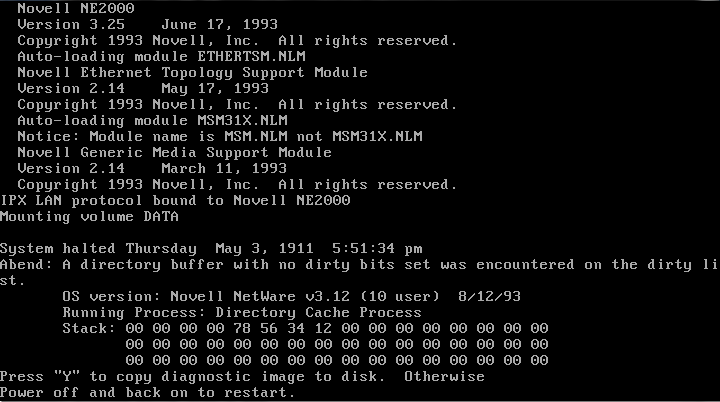 Novell NE2000
Version 3.25    June 17, 1993
Copyright 1993 Novell, Inc.  All rights reserved.
Auto-loading module ETHERTSM.NLM
Novell Ethernet Topology Support Module
Version 2.14    May 17, 1993
Copyright 1993 Novell, Inc.  All rights reserved.
Auto-loading module MSM31X.NLM
Notice: Module name is MSM.NLM not MSM31X.NLM
Novell Generic Media Support Module
Version 2.14    March 11, 1993
Copyright 1993 Novell, Inc.  All rights reserved.
IPX LAN protocol bound to Novell NE2000
Mounting volume DATA
System halted Thursday  May 3, 1911  5:51:34 pm
Abend: A directory buffer with no dirty bits set was encountered on the dirty li
st.
OS version: Novell NetWare v3.12 (10 user)  8/12/93
Running Process: Directory Cache Process
Stack: 00 00 00 00 78 56 34 12 00 00 00 00 00 00 00 00
00 00 00 00 00 00 00 00 00 00 00 00 00 00 00 00
00 00 00 00 00 00 00 00 00 00 00 00 00 00 00 00
Press "Y" to copy diagnostic image to disk.  Otherwise
Power off and back on to restart.